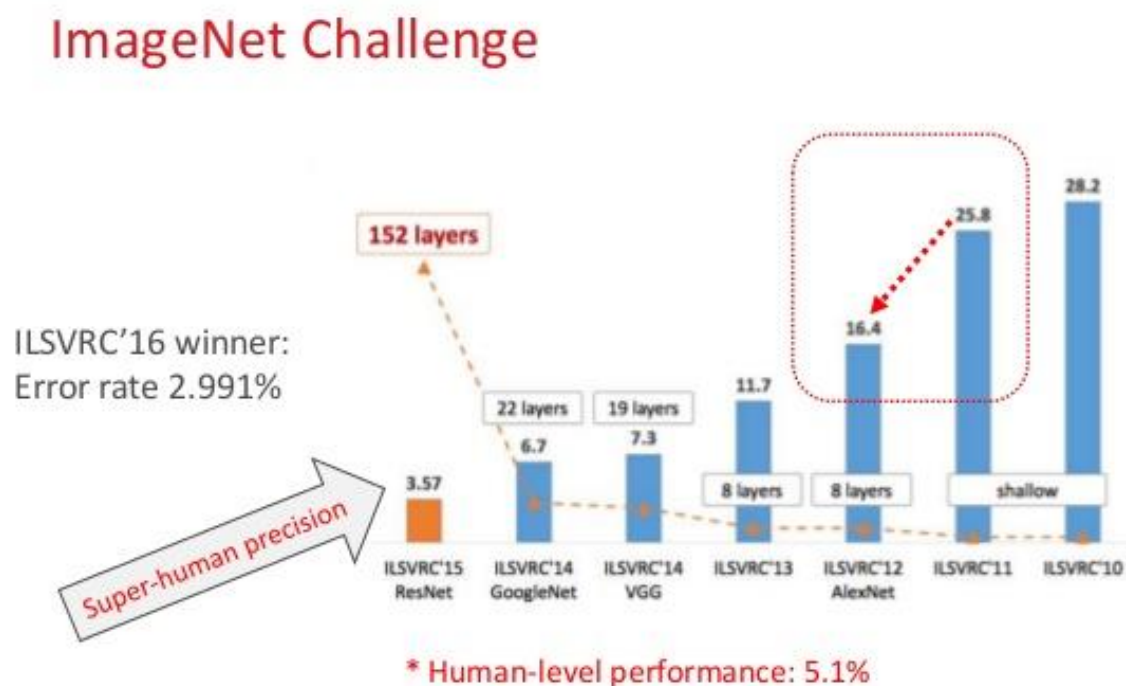 ImageNet Challenge
28.2
25.8
152 layers
16.4
ILSVRC'16 winner:
Error rate 2.991%
11.7
22 layers
19 layers
6.7
7.3
3.57
8 layers
8 layers
shallow
Super-human precision
ILSVRC'15
ResNet
ILSVRC'14
GoogleNet
ILSVRC'14
VGG
ILSVRC'13
ILSVRC'12
AlexNet
ILSVRC'11
ILSVRC'10
* Human-level performance: 5.1%